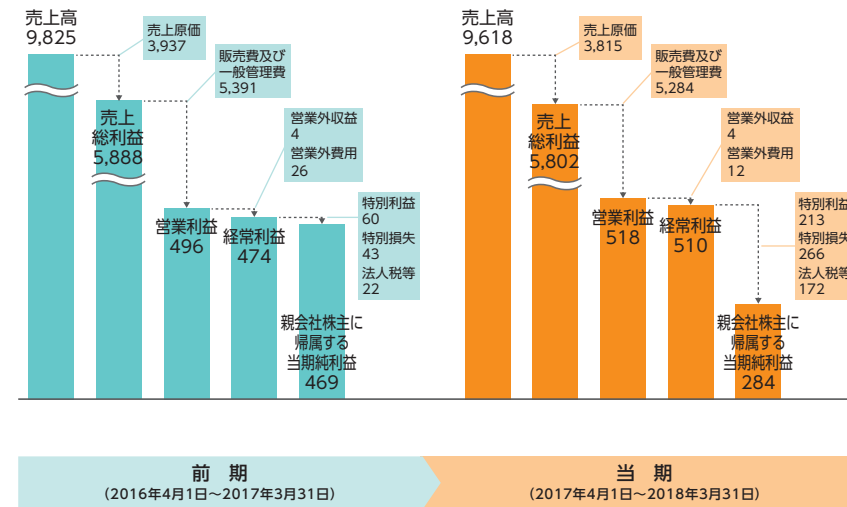 売上高
9,825
売上原価
3,937
売上
総利益
5,888
販売費及び
一般管理費
5,391
営業利益
496
営業外収益
4
営業外費用
26
経常利益
474
特別利益
60
特別損失
43
法人税等
22
親会社株主に
帰属する
当期純利益
469
前 期
(2016年4月1日～2017年3月31日)
売上高
9,618
売上原価
3,815
売上
総利益
5,802
販売費及び
一般管理費
5,284
営業利益
518
営業外収益
4
営業外費用
12
経常利益
510
特別利益
213
特別損失
266
法人税等
172
親会社株主に
帰属する
当期純利益
284
当 期
(2017年4月1日～2018年3月31日)